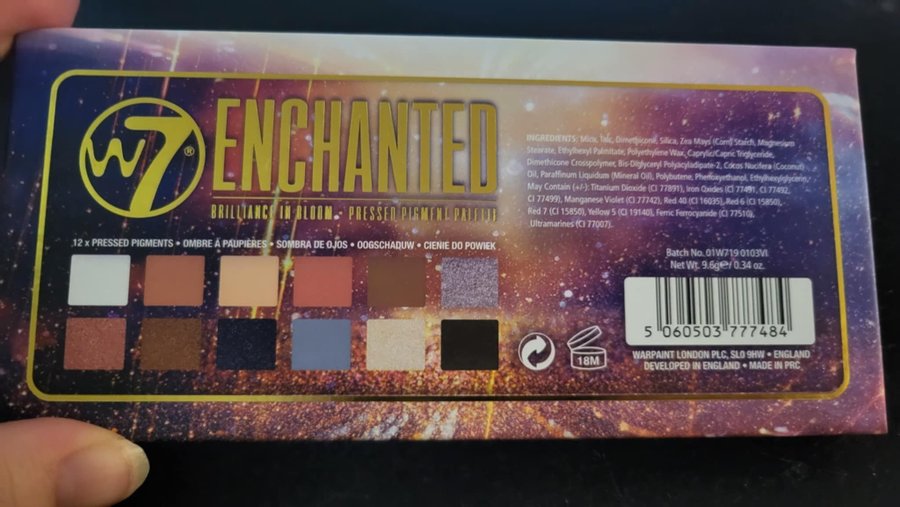 W7®
ENCHANTED
BRILLIANCE IN BLOOM • PRESSED PIGMENT PALETTE
12 x PRESSED PIGMENTS • OMBRE À PAUPIÈRES • SOMBRA DE OJOS • OOGSCHADUW • CIENIE DO POWIEK
INGREDIENTS: Mica, Talc, Dimethicone, Silica, Zea Mays (Corn) Starch, Magnesium
Stearate, Ethylhexyl Palmitate, Polyethylene Wax, Caprylic/Capric Triglyceride,
Dimethicone Crosspolymer, Bis-Diglyceryl Polyacyladipate-2, Cocos Nucifera (Coconut)
Oil, Paraffinum Liquidum (Mineral Oil), Polybutene, Phenoxyethanol, Ethylhexylglycerin.
May Contain (+/-): Titanium Dioxide (CI 77891), Iron Oxides (CI 77491, CI 77492,
CI 77499), Manganese Violet (CI 77742), Red 40 (CI 16035), Red 6 (CI 15850),
Red 7 (CI 15850), Yellow 5 (CI 19140), Ferric Ferrocyanide (CI 77510),
Ultramarines (CI 77007).
Batch No. 01W719 0103VI
Net Wt. 9.6g℮/ 0.34 oz.
5 060503 777484
18M
WARPAINT LONDON PLC, SL0 9HW • ENGLAND
DEVELOPED IN ENGLAND • MADE IN PRC